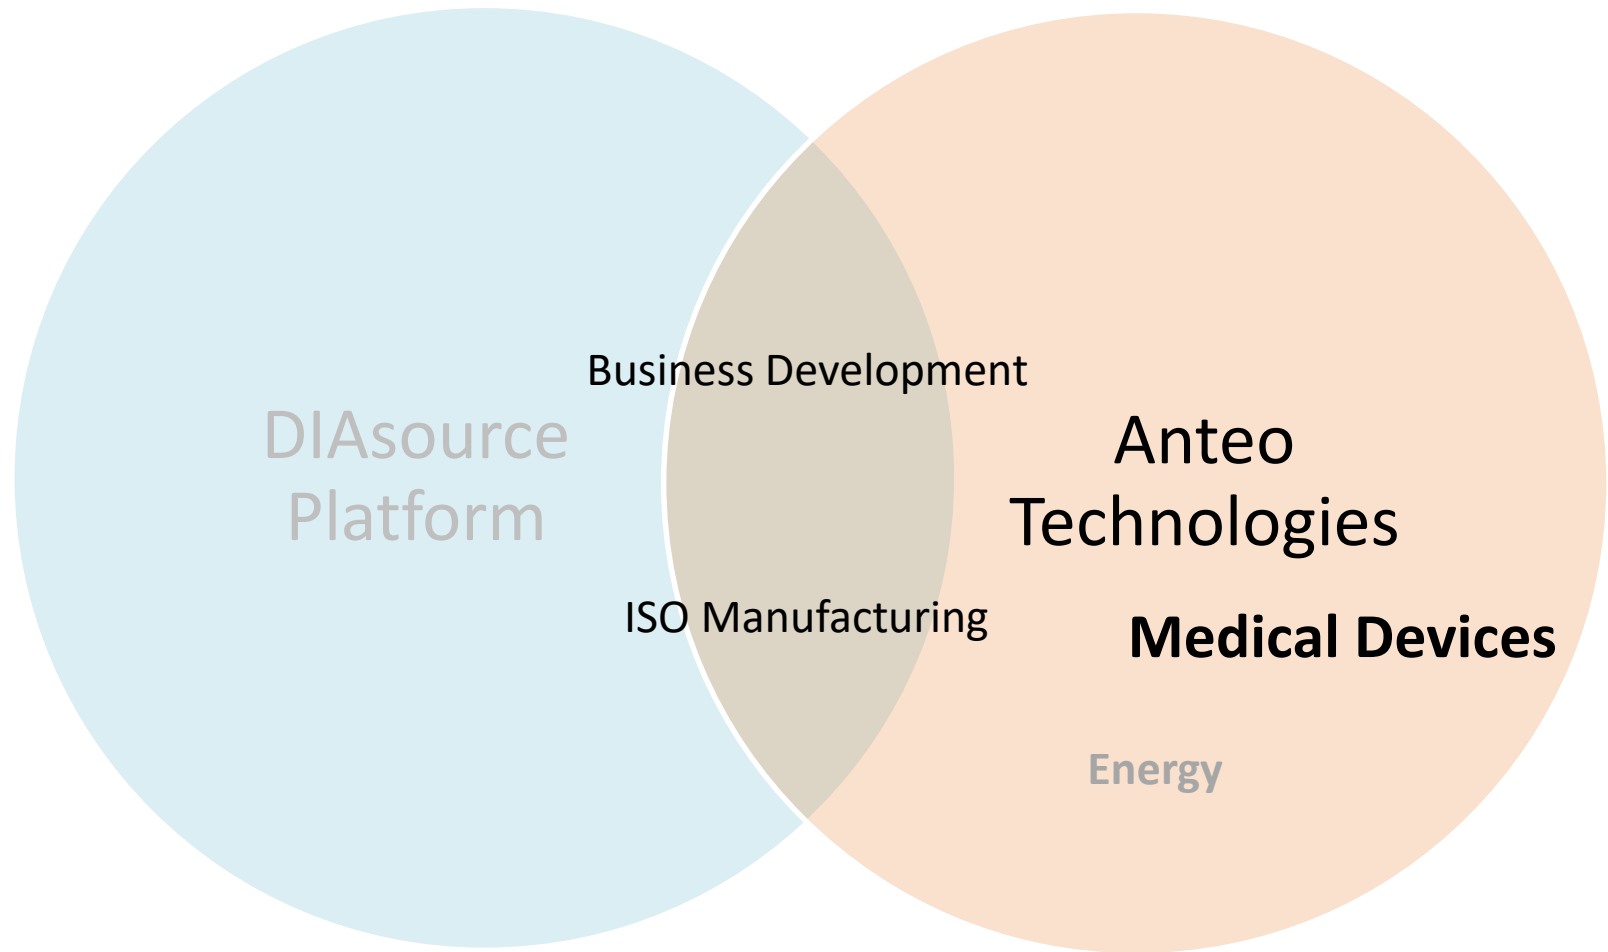 Business Development
DIAsource
Platform
Anteo
Technologies
ISO Manufacturing
Medical Devices
Energy